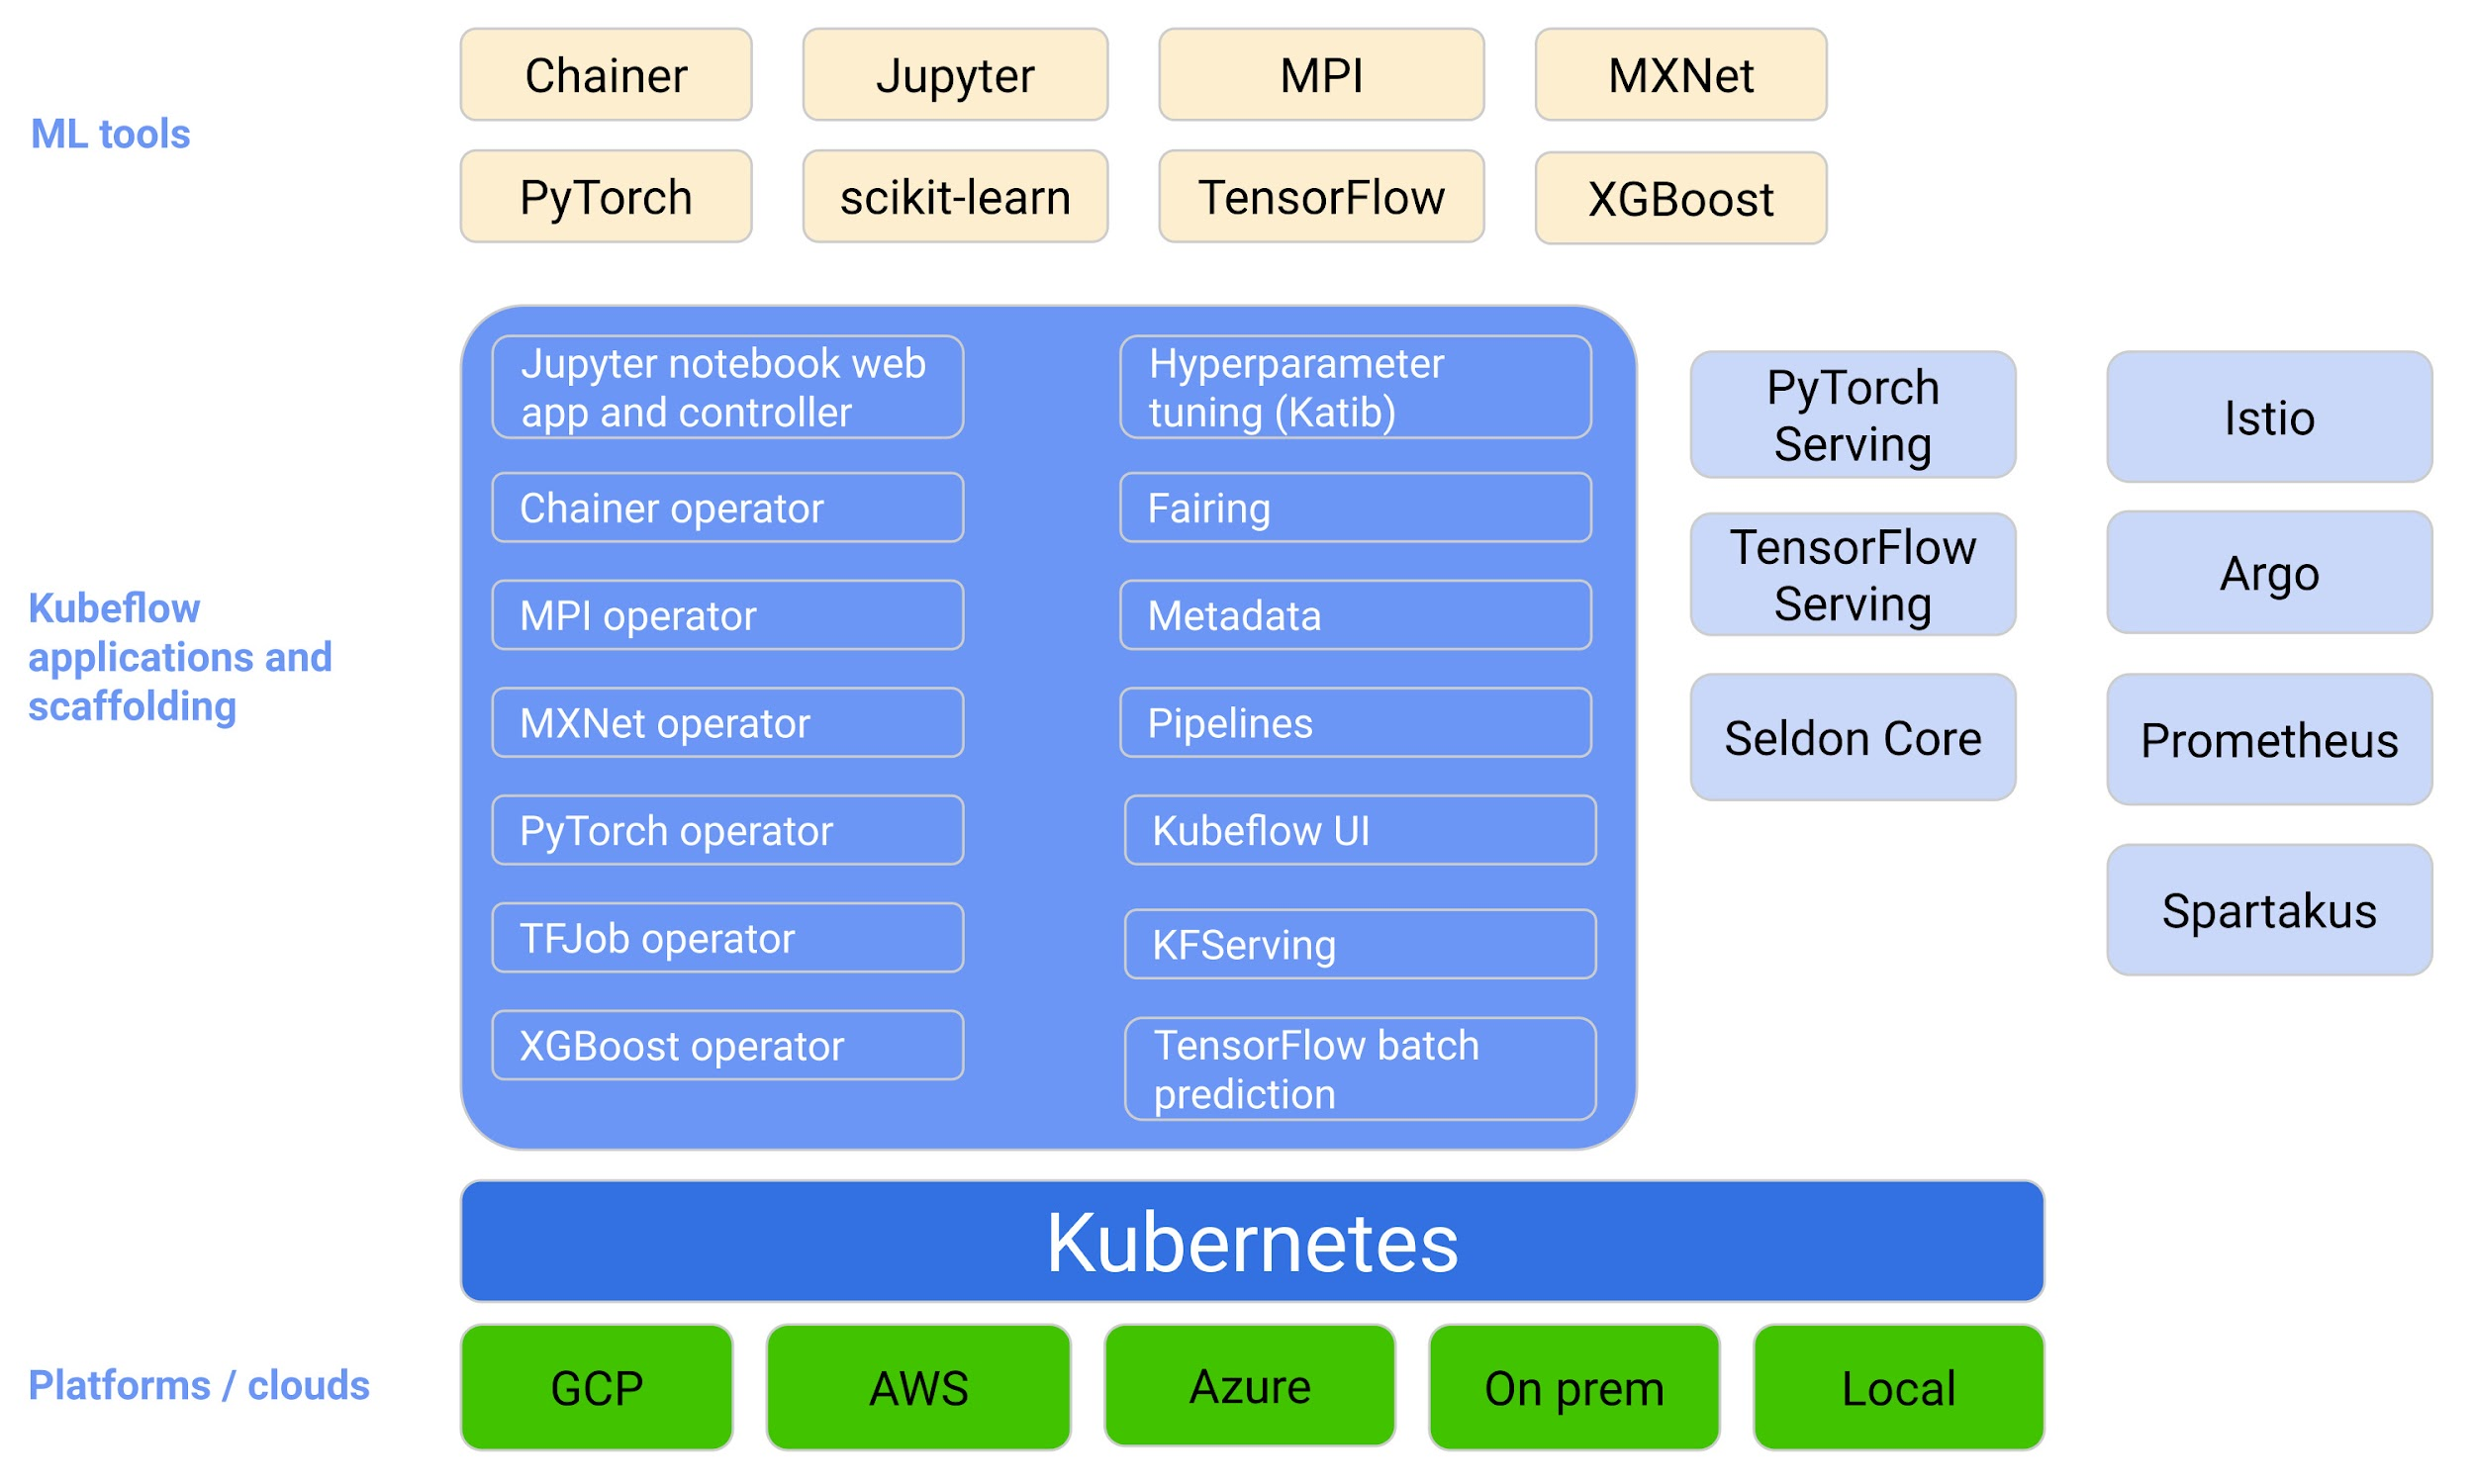 Chainer
Jupyter
MPI
MXNet
ML tools
PyTorch
scikit-learn
TensorFlow
XGBoost
Kubeflow
applications and
scaffolding
Jupyter notebook web
app and controller
Chainer operator
MPI operator
MXNet operator
PyTorch operator
TFJob operator
XGBoost operator
Hyperparameter
tuning (Katib)
Fairing
Metadata
Pipelines
Kubeflow UI
KFServing
TensorFlow batch
prediction
PyTorch
Serving
TensorFlow
Serving
Seldon Core
Istio
Argo
Prometheus
Spartakus
Kubernetes
Platforms / clouds
GCP
AWS
Azure
On prem
Local